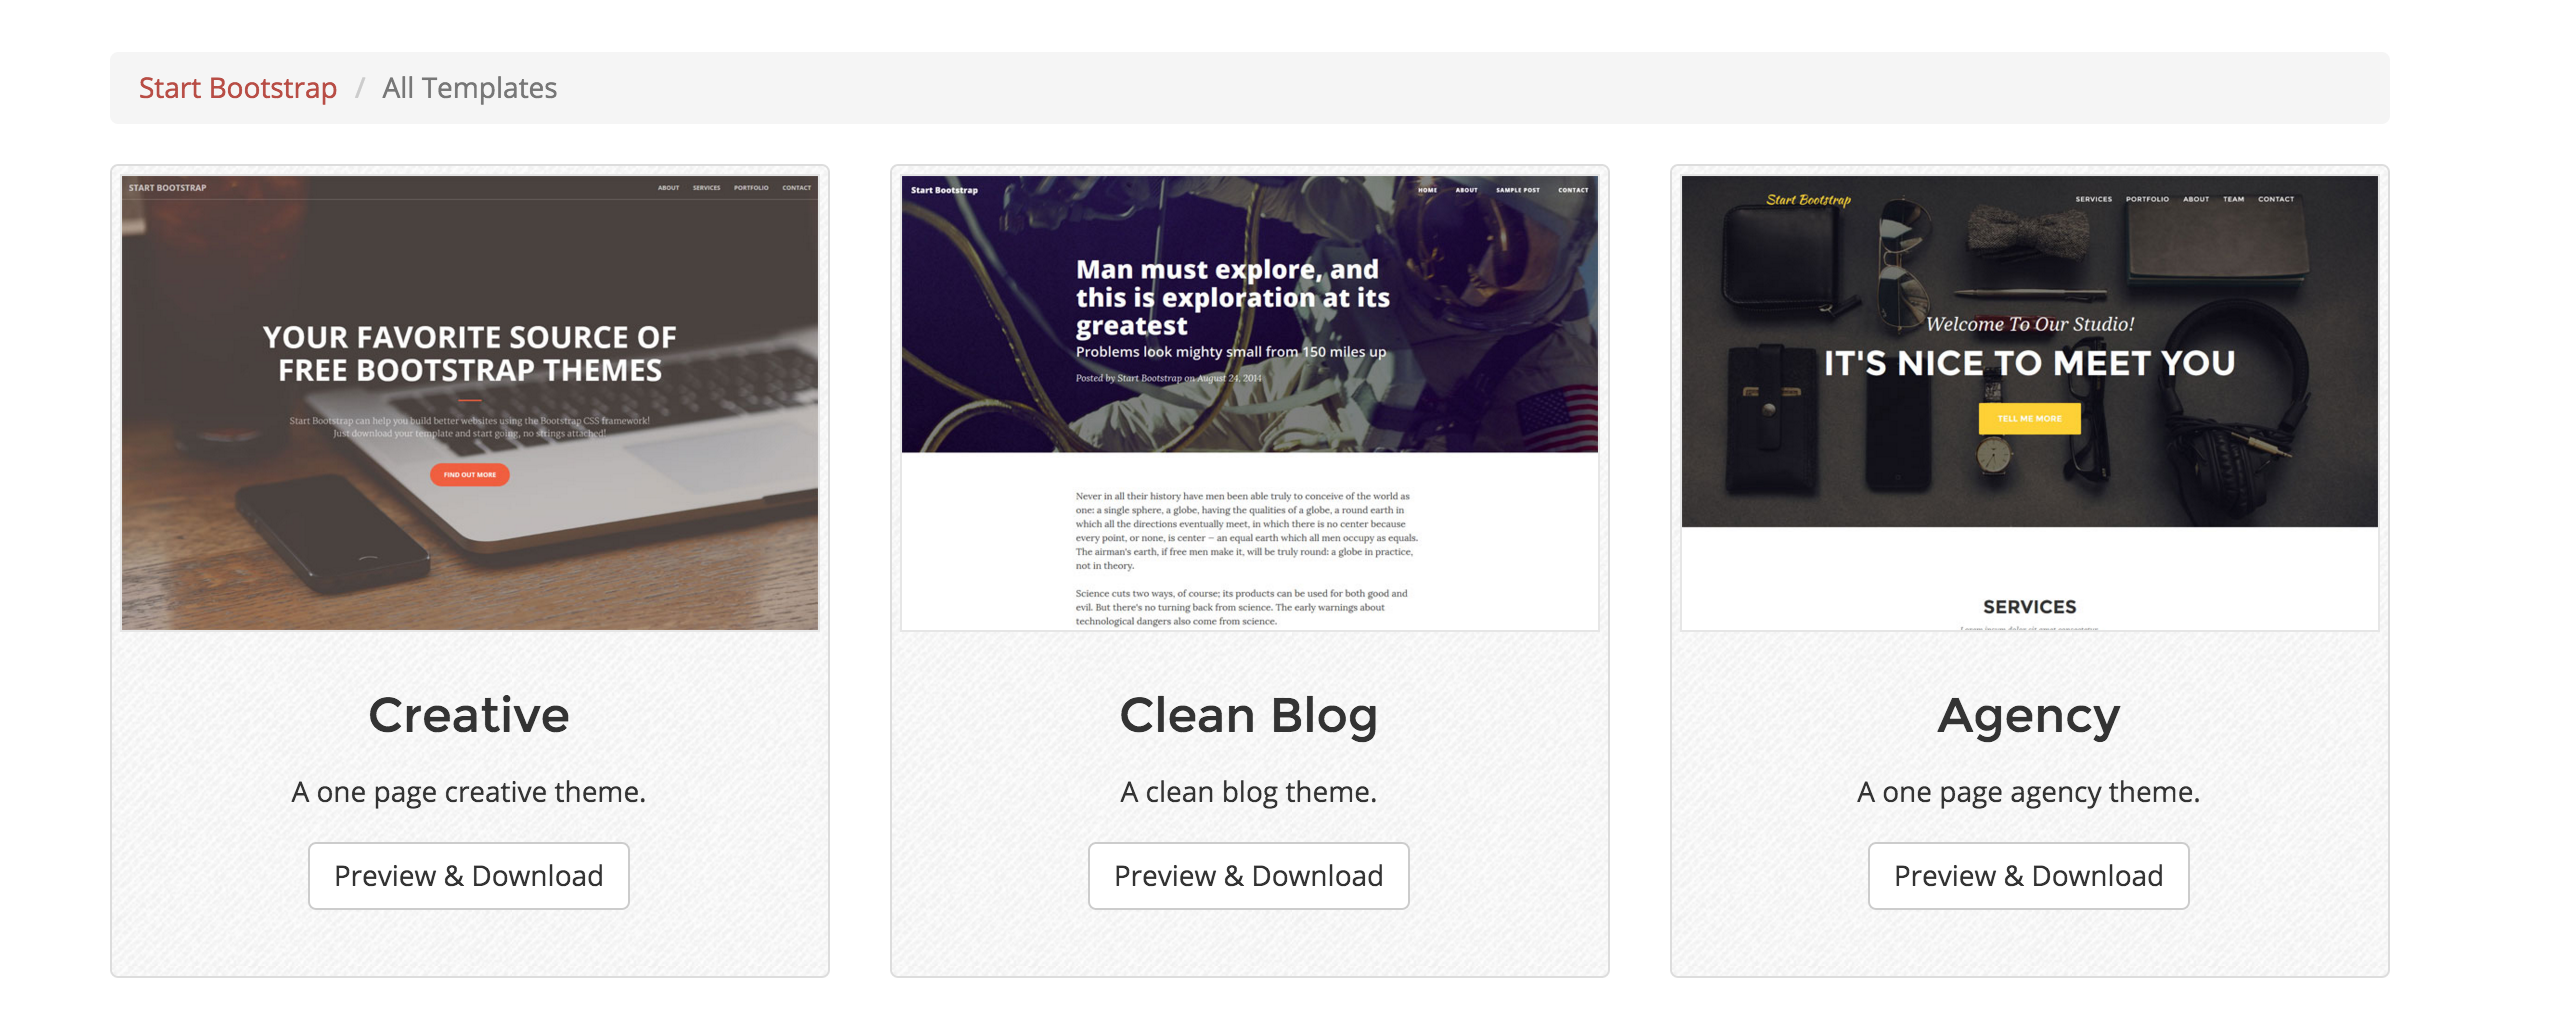 Start Bootstrap / All Templates
START BOOTSTRAP
ABOUT SERVICES PORTFOLIO CONTACT
YOUR FAVORITE SOURCE OF
FREE BOOTSTRAP THEMES
Start Bootstrap can help you build better websites using the Bootstrap CSS framework!
Just download your template and start going, no strings attached!
FIND OUT MORE
Creative
A one page creative theme.
Preview & Download
Start Bootstrap
HOME ABOUT SAMPLE POST CONTACT
Man must explore, and
this is exploration at its
greatest
Problems look mighty small from 150 miles up
Posted by Start Bootstrap on August 24, 2014
Never in all their history have men been able truly to conceive of the world as
one: a single sphere, a globe, having the qualities of a globe, a round earth in
which all the directions eventually meet, in which there is no center because
every point, or none, is center — an equal earth which all men occupy as equals.
The airman's earth, if free men make it, will be truly round: a globe in practice,
not in theory.
Science cuts two ways, of course; its products can be used for both good and
evil. But there's no turning back from science. The early warnings about
technological dangers also come from science.
Clean Blog
A clean blog theme.
Preview & Download
Start Bootstrap
SERVICES PORTFOLIO ABOUT TEAM CONTACT
Welcome To Our Studio!
IT'S NICE TO MEET YOU
TELL ME MORE
SERVICES
Agency
A one page agency theme.
Preview & Download